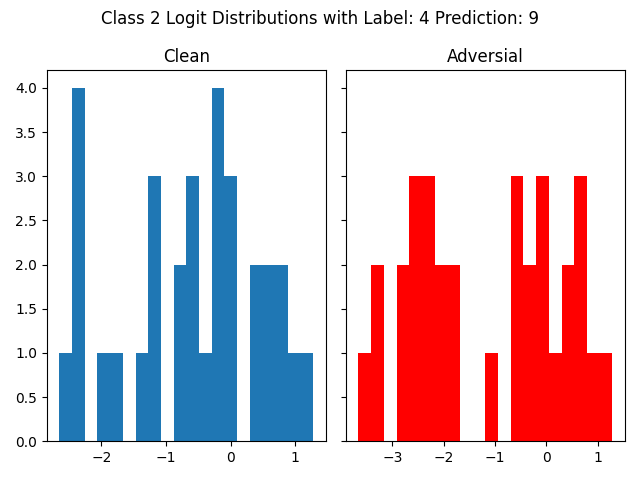 Class 2 Logit Distributions with Label: 4 Prediction: 9
Clean
Adversial
4.0
3.5
3.0
2.5
2.0
1.5
1.0
0.5
0.0
−2 −1 0 1
−3 −2 −1 0 1